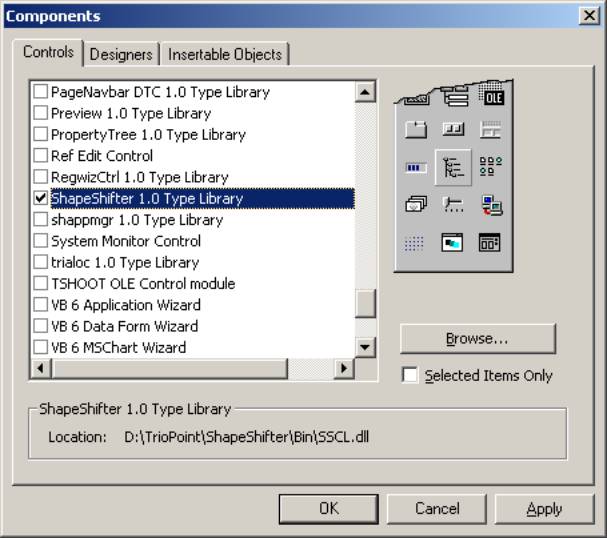 Components
Controls Designers Insertable Objects
PageNavbar DTC 1.0 Type Library
Preview 1.0 Type Library
PropertyTree 1.0 Type Library
Ref Edit Control
RegwizCtrl 1.0 Type Library
ShapeShifter 1.0 Type Library
shappmgr 1.0 Type Library
System Monitor Control
trialoc 1.0 Type Library
TSHOOT OLE Control module
VB 6 Application Wizard
VB 6 Data Form Wizard
VB 6 MSChart Wizard
OLE
Browse...
Selected Items Only
ShapeShifter 1.0 Type Library
Location: D:\TrioPoint\ShapeShifter\Bin\SSCL.dll
OK Cancel Apply